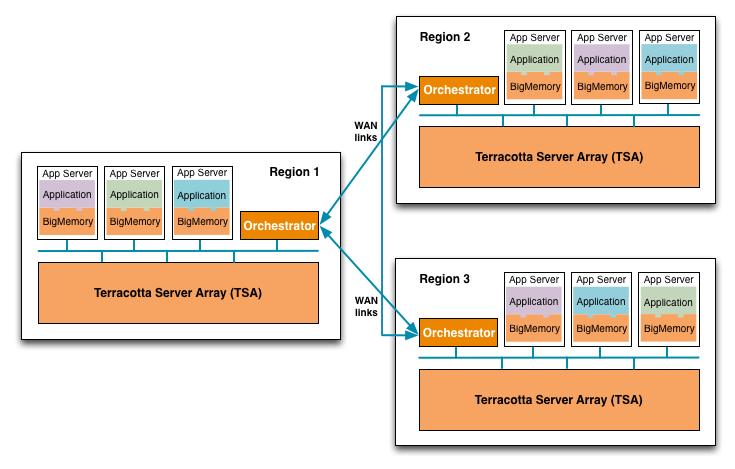 Region 2
App Server App Server App Server
Application Application Application
Orchestrator BigMemory BigMemory BigMemory
Terracotta Server Array (TSA)
WAN
links
Region 1
App Server App Server App Server
Application Application Application
BigMemory BigMemory BigMemory Orchestrator
Terracotta Server Array (TSA)
WAN
links
Region 3
App Server App Server App Server
Application Application Application
Orchestrator BigMemory BigMemory BigMemory
Terracotta Server Array (TSA)